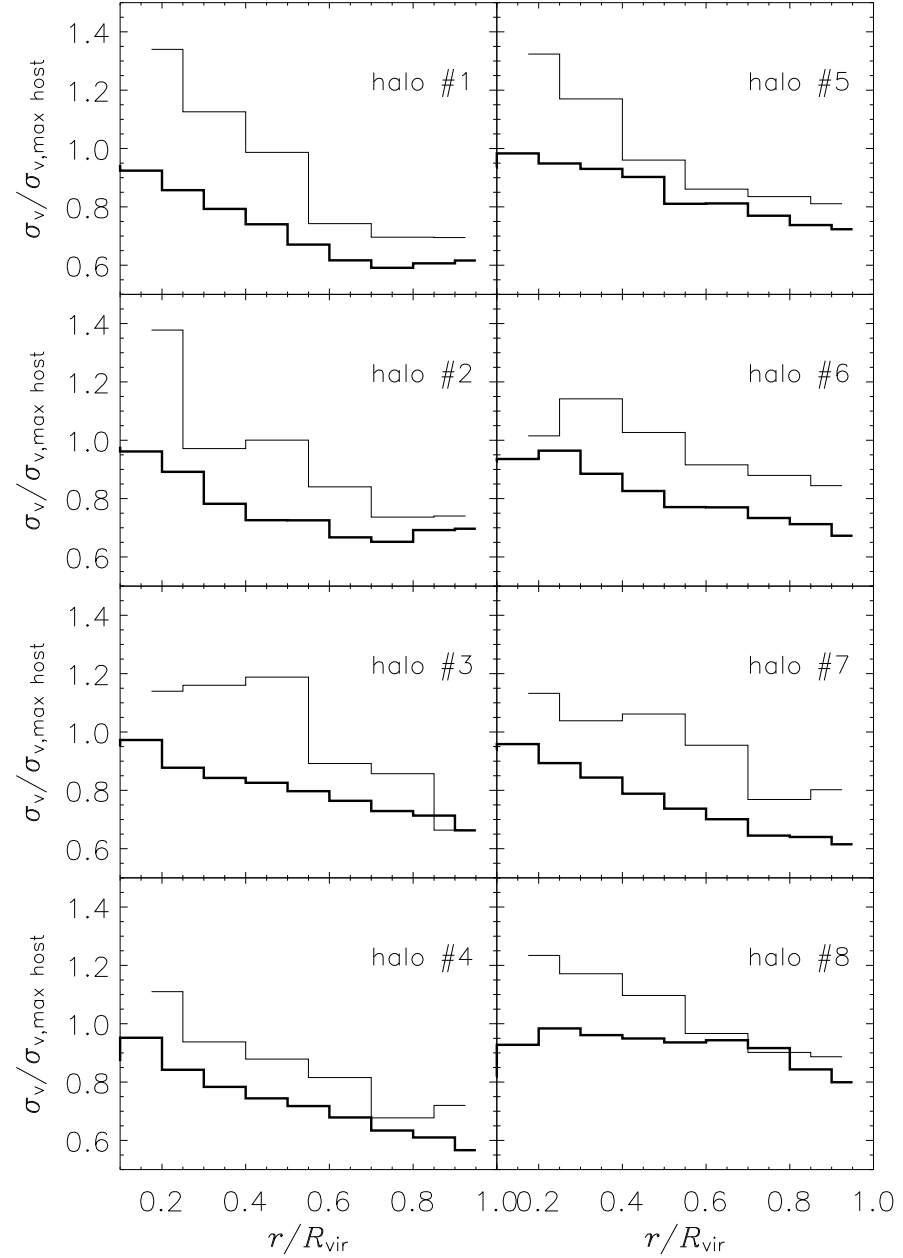 1.4
1.2
1.0
0.8
0.6
σv/σv,max host
halo #1
halo #5
1.4
1.2
1.0
0.8
0.6
σv/σv,max host
halo #2
halo #6
1.4
1.2
1.0
0.8
0.6
σv/σv,max host
halo #3
halo #7
1.4
1.2
1.0
0.8
0.6
σv/σv,max host
halo #4
halo #8
0.2 0.4 0.6 0.8 1.0 0.2 0.4 0.6 0.8 1.0
r/Rvir r/Rvir